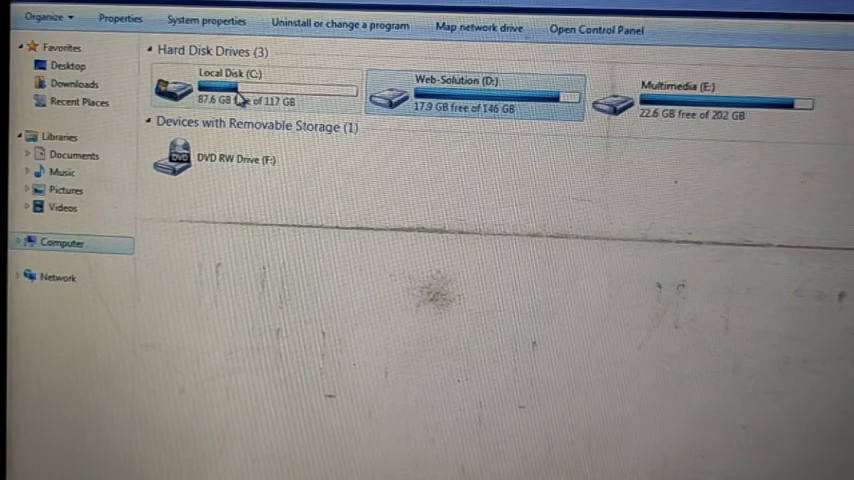 Organize
Properties
System properties
Uninstall or change a program
Map network drive
Open Control Panel
Favorites
Desktop
Downloads
Recent Places
Libraries
Documents
Music
Pictures
Videos
Computer
Network
Hard Disk Drives (3)
Local Disk (C:)
87.6 GB free of 117 GB
Web-Solution (D:)
17.9 GB free of 146 GB
Multimedia (E:)
22.6 GB free of 202 GB
Devices with Removable Storage (1)
DVD
DVD RW Drive (F:)